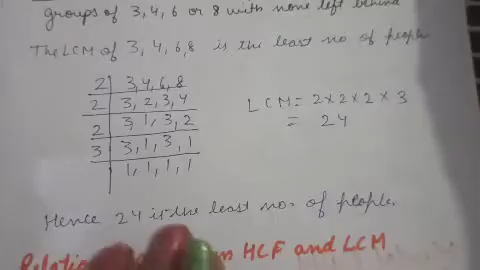 groups of 3, 4, 6 or 8 with none left behind
The LCM of 3, 4, 6, 8 is the least no of people
2 | 3, 4, 6, 8
2 | 3, 2, 3, 4
2 | 3, 1, 3, 2
3 | 3, 1, 3, 1
1, 1, 1, 1
LCM = 2 × 2 × 2 × 3
= 24
Hence 24 is the least no. of people.
HCF and LCM